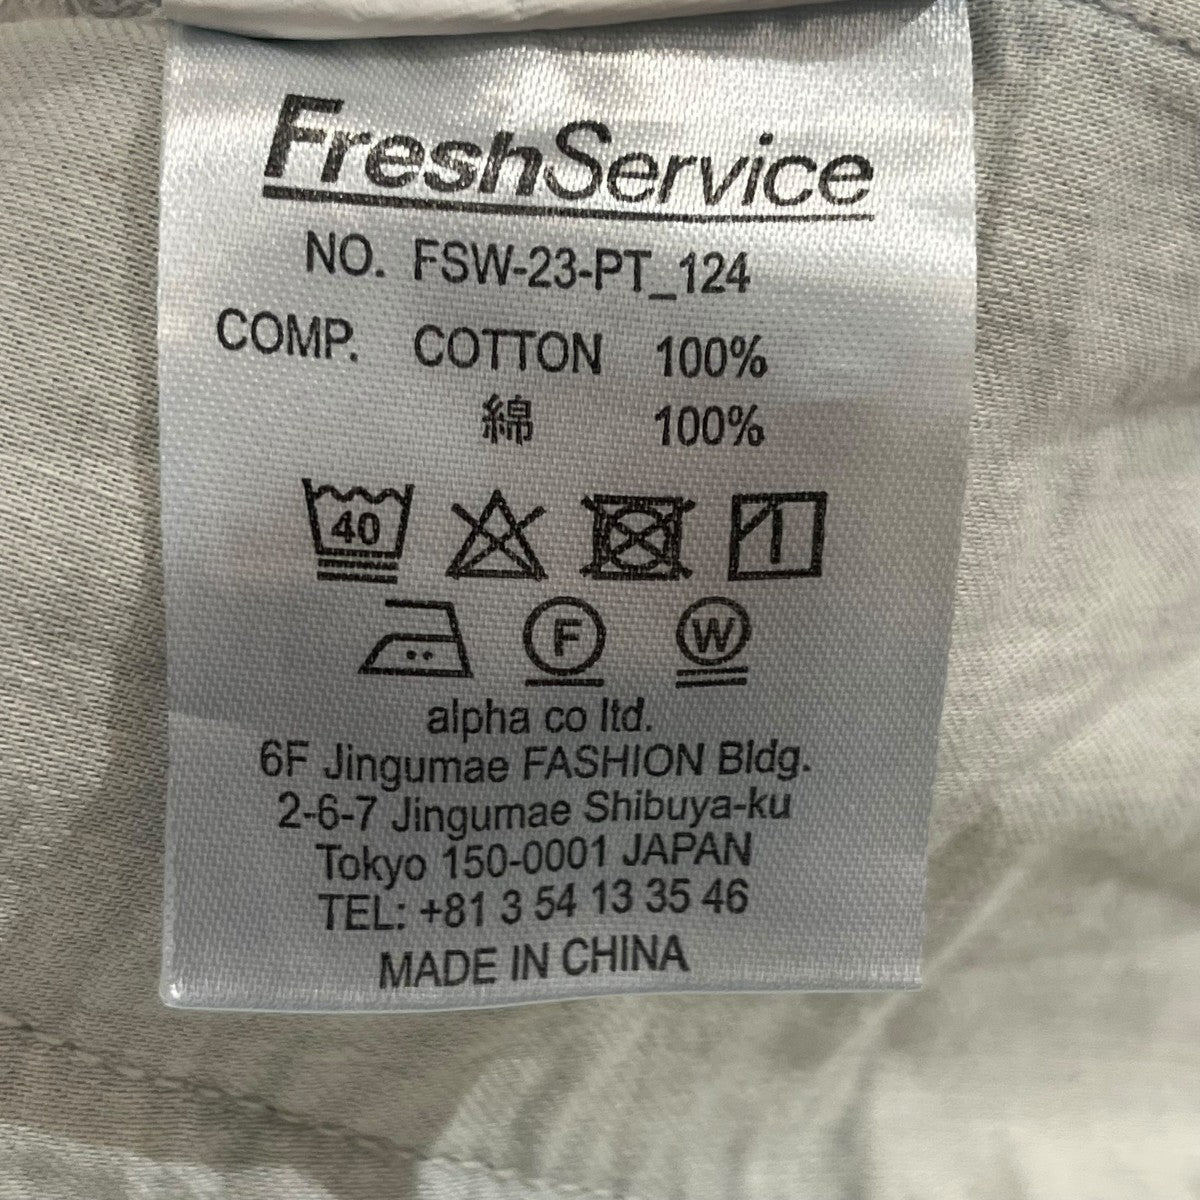 FreshService
NO. FSW-23-PT_124
COMP. COTTON 100%
綿 100%
40
F W
alpha co ltd.
6F Jingumae FASHION Bldg.
2-6-7 Jingumae Shibuya-ku
Tokyo 150-0001 JAPAN
TEL: +81 3 54 13 35 46
MADE IN CHINA